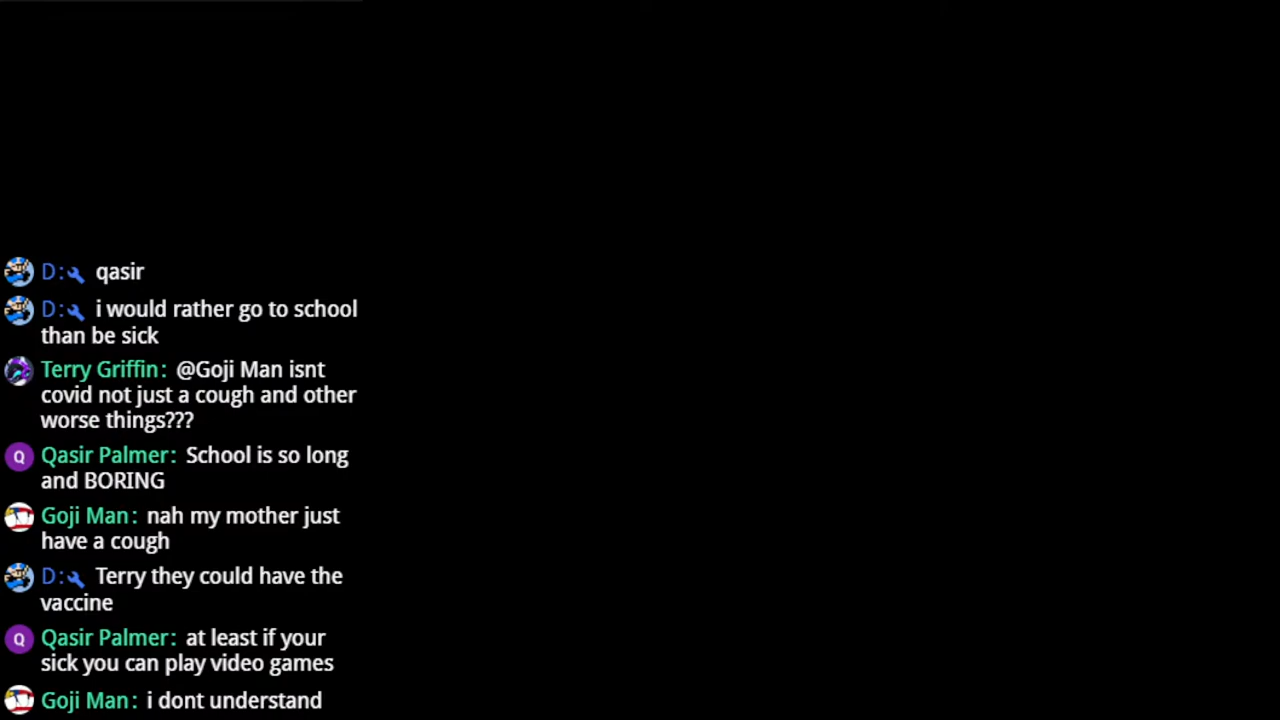 D: qasir
D: i would rather go to school
than be sick
Terry Griffin: @Goji Man isnt
covid not just a cough and other
worse things???
Q Qasir Palmer: School is so long
and BORING
Goji Man: nah my mother just
have a cough
D: Terry they could have the
vaccine
Q Qasir Palmer: at least if your
sick you can play video games
Goji Man: i dont understand